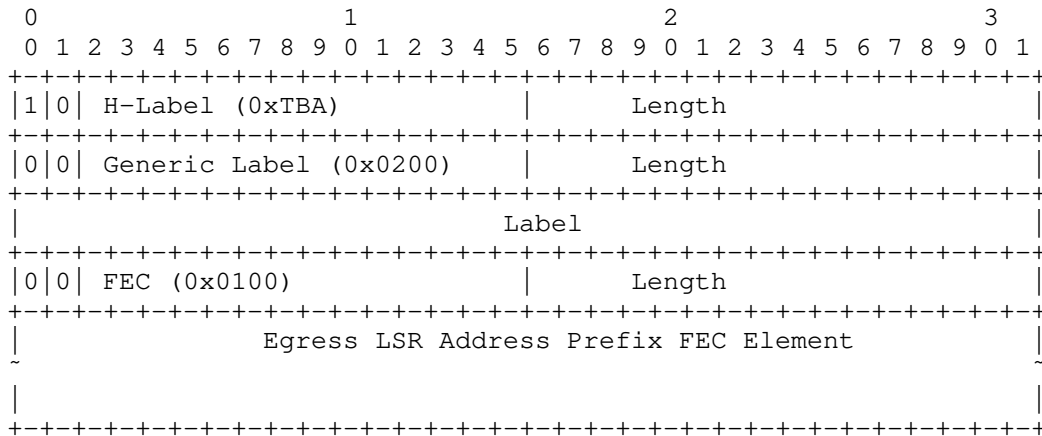 0                   1                   2                   3
 0 1 2 3 4 5 6 7 8 9 0 1 2 3 4 5 6 7 8 9 0 1 2 3 4 5 6 7 8 9 0 1
+-+-+-+-+-+-+-+-+-+-+-+-+-+-+-+-+-+-+-+-+-+-+-+-+-+-+-+-+-+-+-+-+
|1|0| H-Label (0xTBA)           |      Length                   |
+-+-+-+-+-+-+-+-+-+-+-+-+-+-+-+-+-+-+-+-+-+-+-+-+-+-+-+-+-+-+-+-+
|0|0| Generic Label (0x0200)    |      Length                   |
+-+-+-+-+-+-+-+-+-+-+-+-+-+-+-+-+-+-+-+-+-+-+-+-+-+-+-+-+-+-+-+-+
|                              Label                            |
+-+-+-+-+-+-+-+-+-+-+-+-+-+-+-+-+-+-+-+-+-+-+-+-+-+-+-+-+-+-+-+-+
|0|0| FEC (0x0100)              |      Length                   |
+-+-+-+-+-+-+-+-+-+-+-+-+-+-+-+-+-+-+-+-+-+-+-+-+-+-+-+-+-+-+-+-+
|               Egress LSR Address Prefix FEC Element           |
~                                                               ~
|                                                               |
+-+-+-+-+-+-+-+-+-+-+-+-+-+-+-+-+-+-+-+-+-+-+-+-+-+-+-+-+-+-+-+-+